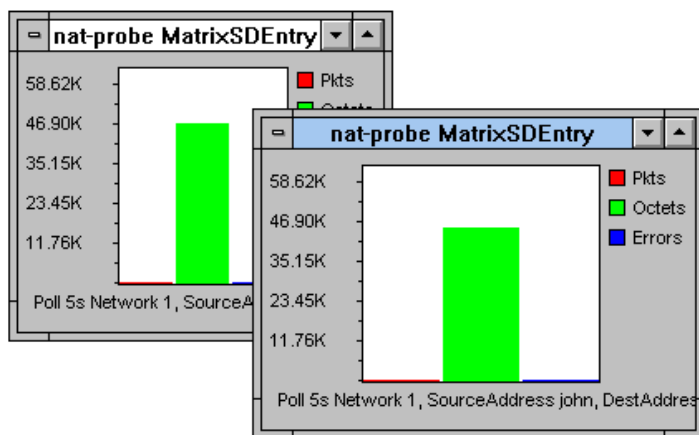 nat-probe MatrixSDEntry
58.62K
46.90K
35.15K
23.45K
11.76K
Pkts
Octets
Poll 5s Network 1,
nat-probe MatrixSDEntry
58.62K
46.90K
35.15K
23.45K
11.76K
Pkts
Octets
Errors
Poll 5s Network 1, SourceAddress john,